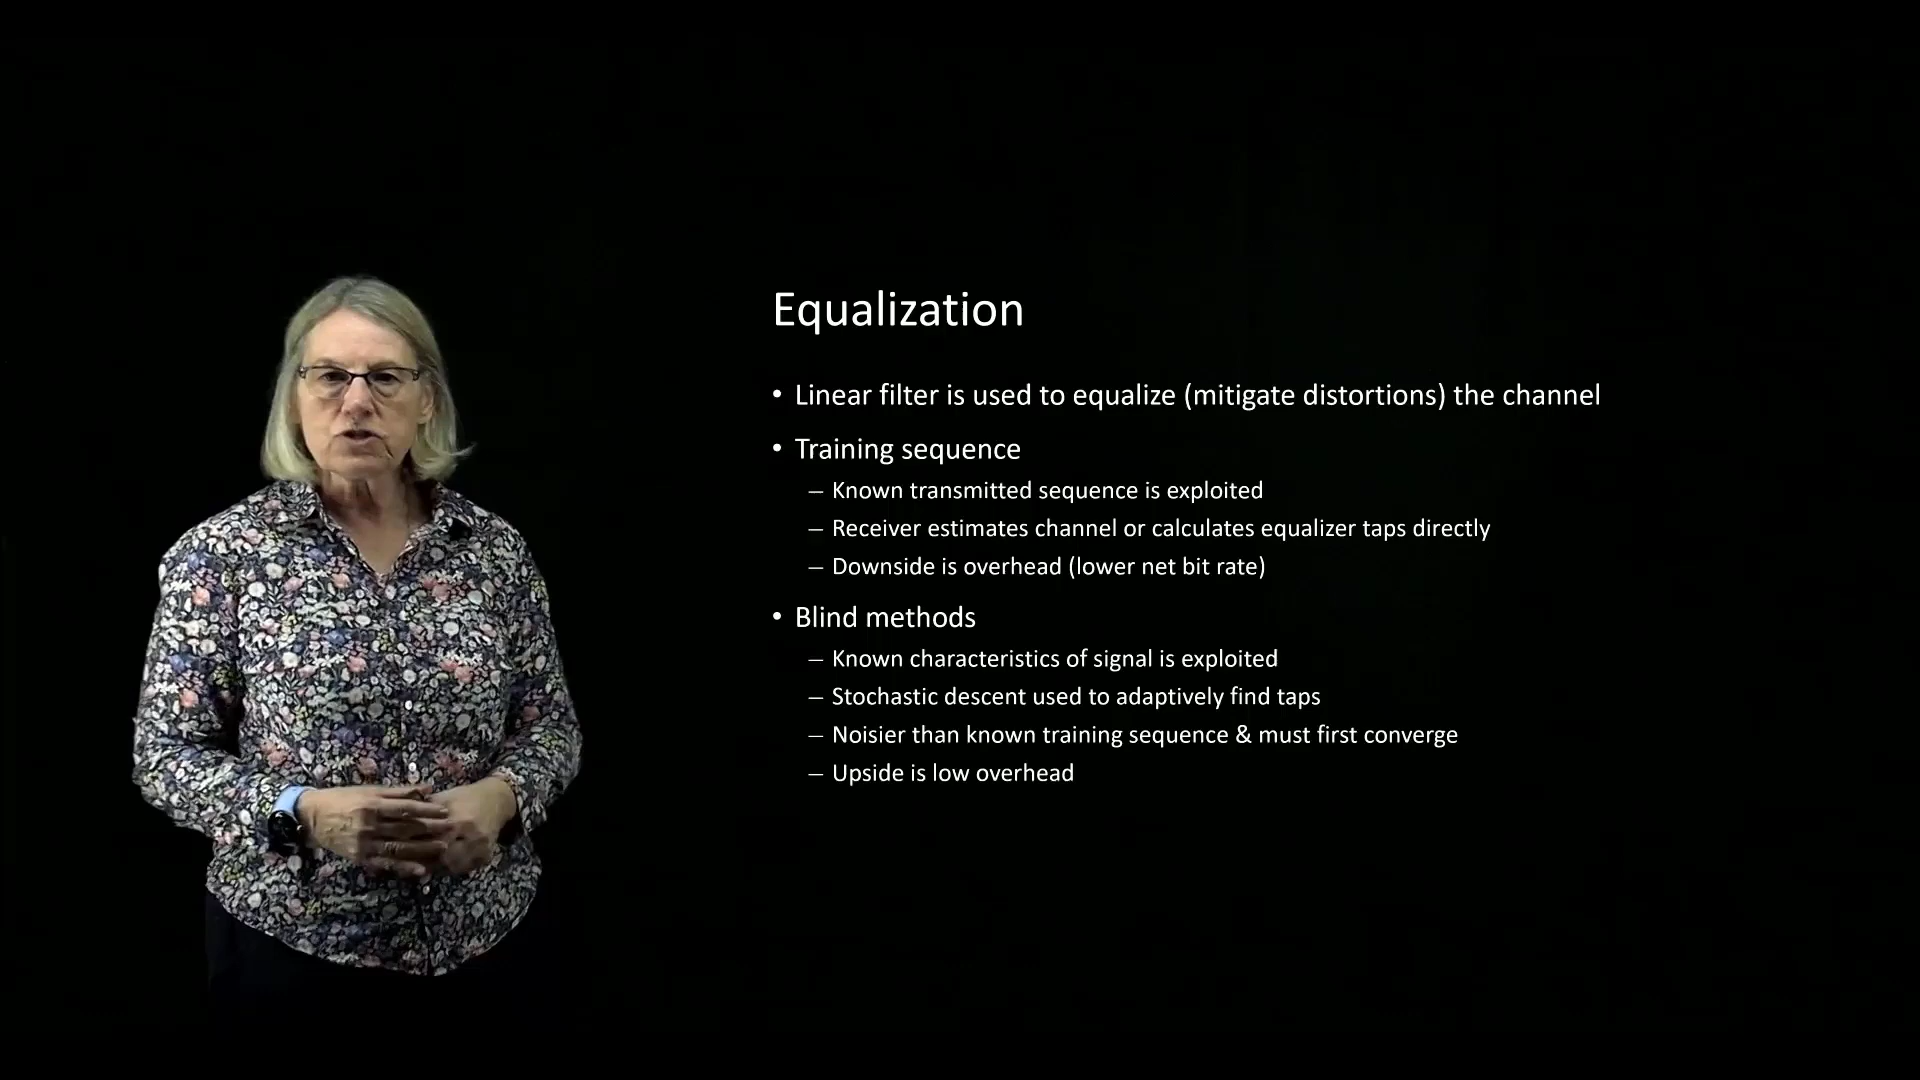 Equalization
• Linear filter is used to equalize (mitigate distortions) the channel
• Training sequence
– Known transmitted sequence is exploited
– Receiver estimates channel or calculates equalizer taps directly
– Downside is overhead (lower net bit rate)
• Blind methods
– Known characteristics of signal is exploited
– Stochastic descent used to adaptively find taps
– Noisier than known training sequence & must first converge
– Upside is low overhead